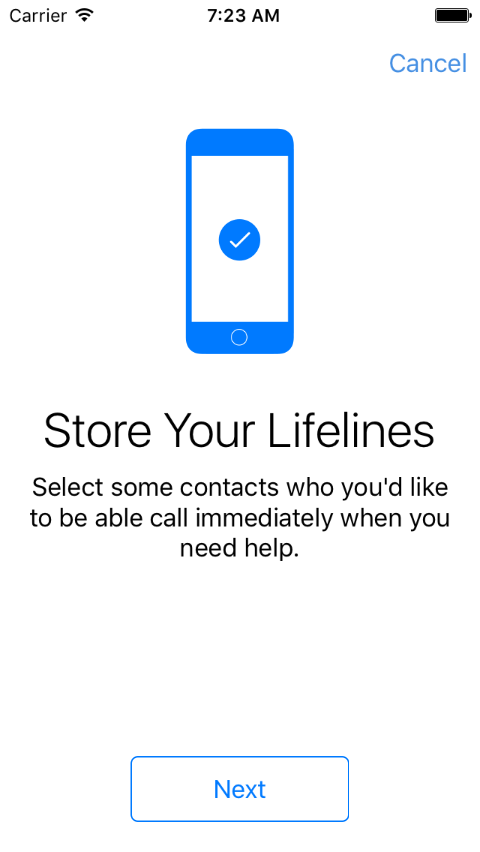 Carrier 7:23 AM
Cancel
Store Your Lifelines
Select some contacts who you'd like
to be able call immediately when you
need help.
Next